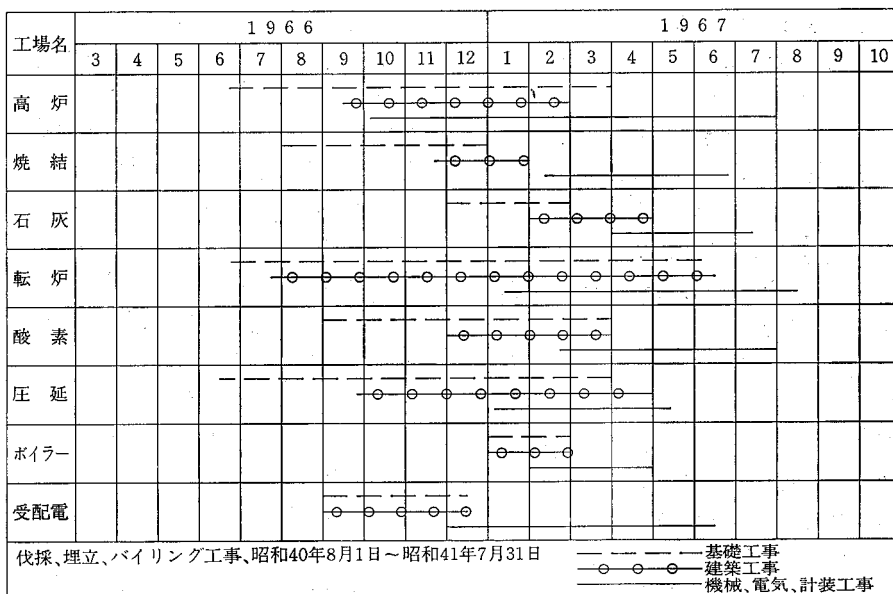 工場名 1966 1967
3 4 5 6 7 8 9 10 11 12 1 2 3 4 5 6 7 8 9 10
高炉
焼結
石灰
転炉
酸素
圧延
ボイラー
受配電
伐採、埋立、パイリング工事、昭和40年8月1日～昭和41年7月31日
基礎工事
建築工事
機械、電気、計装工事